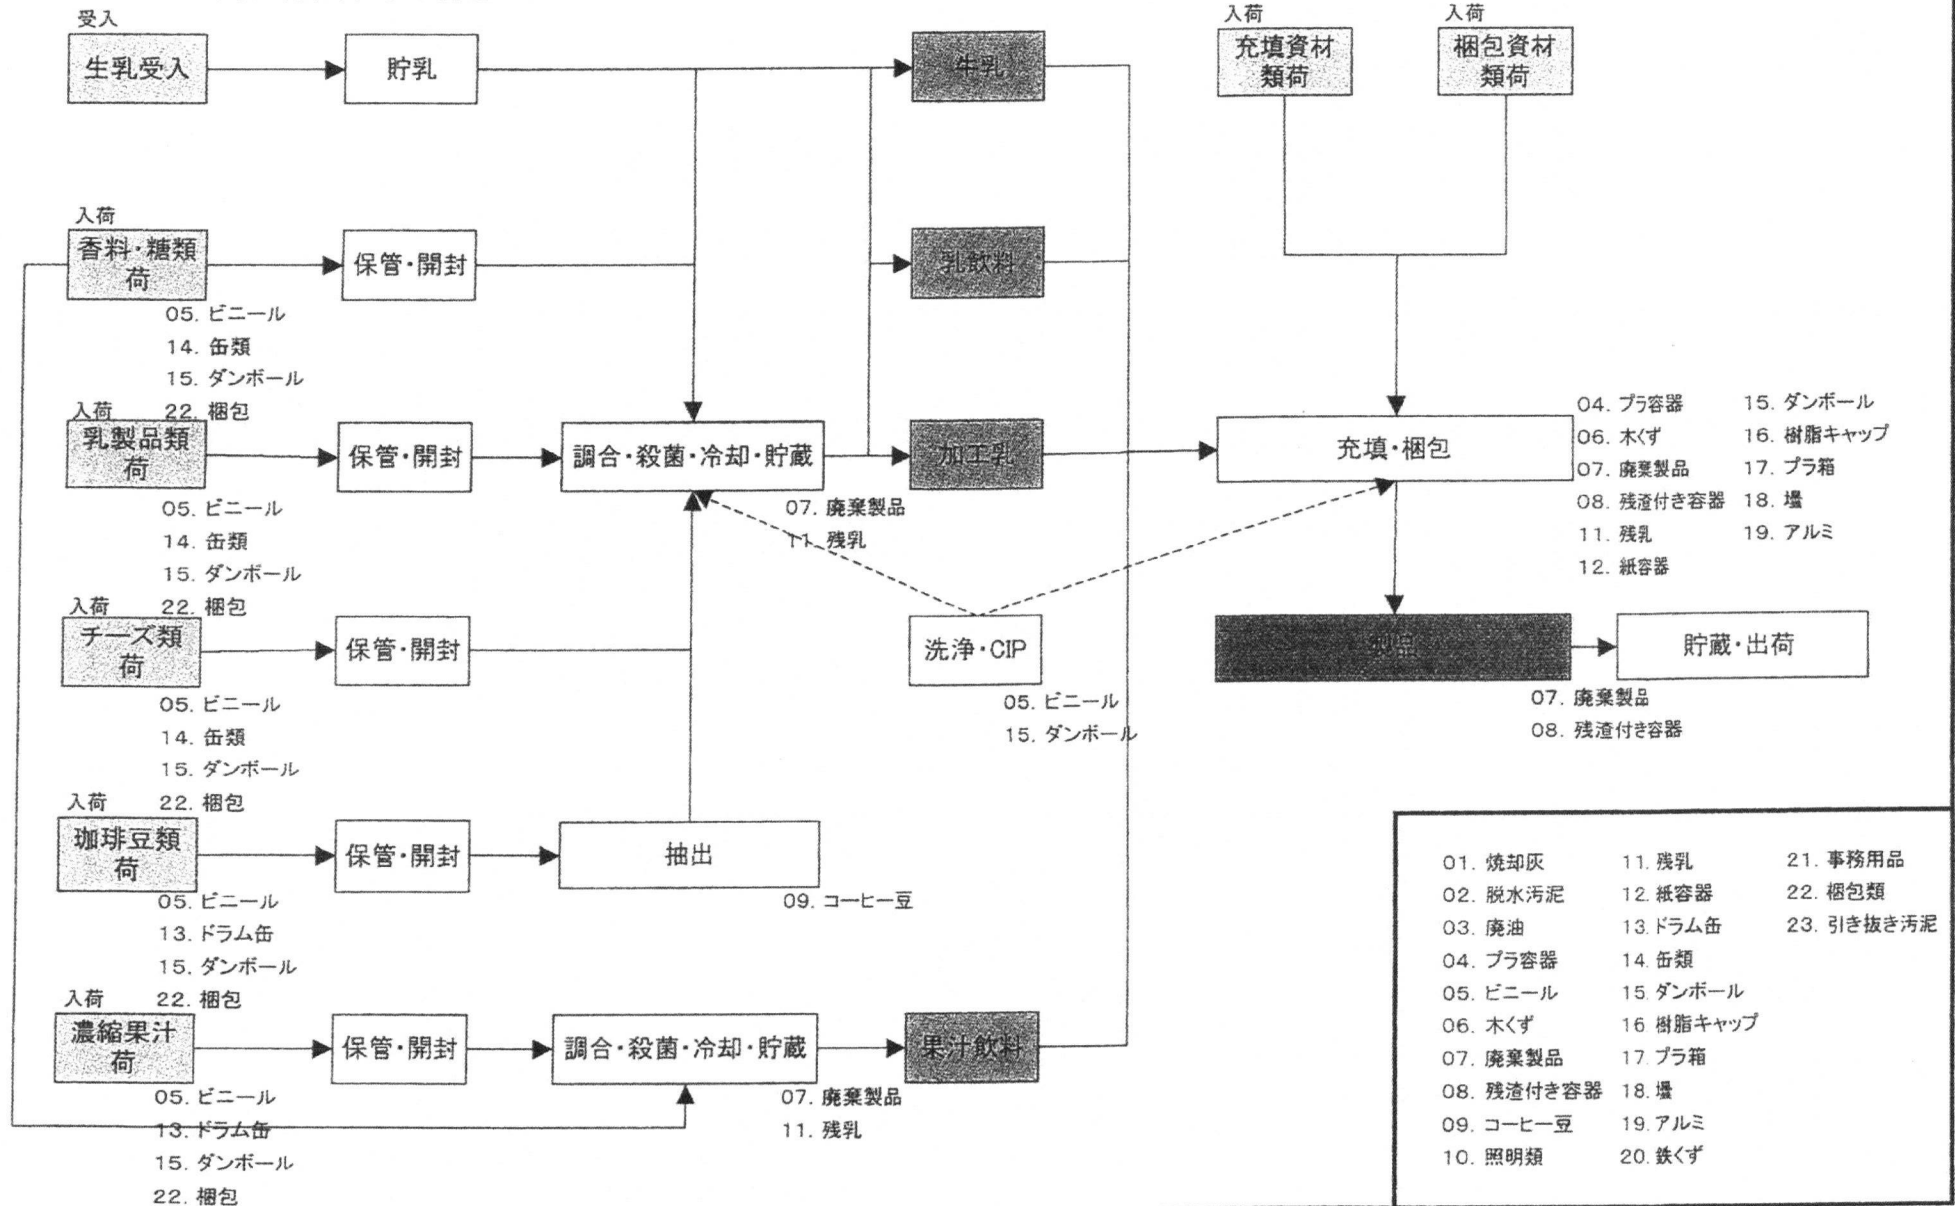 受入
生乳受入
貯乳
牛乳
入荷
充填資材
類荷
入荷
梱包資材
類荷
入荷
香料・糖類
荷
保管・開封
乳飲料
05. ビニール
14. 缶類
15. ダンボール
22. 梱包
入荷
乳製品類
荷
保管・開封
調合・殺菌・冷却・貯蔵
加工乳
充填・梱包
07. 廃棄製品
11. 残乳
04. プラ容器
06. 木くず
07. 廃棄製品
08. 残渣付き容器
11. 残乳
12. 紙容器
15. ダンボール
16. 樹脂キャップ
17. プラ箱
18. 壜
19. アルミ
05. ビニール
14. 缶類
15. ダンボール
22. 梱包
入荷
チーズ類
荷
保管・開封
洗浄・CIP
05. ビニール
15. ダンボール
製品
貯蔵・出荷
07. 廃棄製品
08. 残渣付き容器
05. ビニール
14. 缶類
15. ダンボール
22. 梱包
入荷
珈琲豆類
荷
保管・開封
抽出
09. コーヒー豆
05. ビニール
13. ドラム缶
15. ダンボール
22. 梱包
入荷
濃縮果汁
荷
保管・開封
調合・殺菌・冷却・貯蔵
果汁飲料
07. 廃棄製品
11. 残乳
05. ビニール
13. ドラム缶
15. ダンボール
22. 梱包
01. 焼却灰
02. 脱水汚泥
03. 廃油
04. プラ容器
05. ビニール
06. 木くず
07. 廃棄製品
08. 残渣付き容器
09. コーヒー豆
10. 照明類
11. 残乳
12. 紙容器
13. ドラム缶
14. 缶類
15. ダンボール
16 樹脂キャップ
17. プラ箱
18. 壜
19. アルミ
20. 鉄くず
21. 事務用品
22. 梱包類
23. 引き抜き汚泥